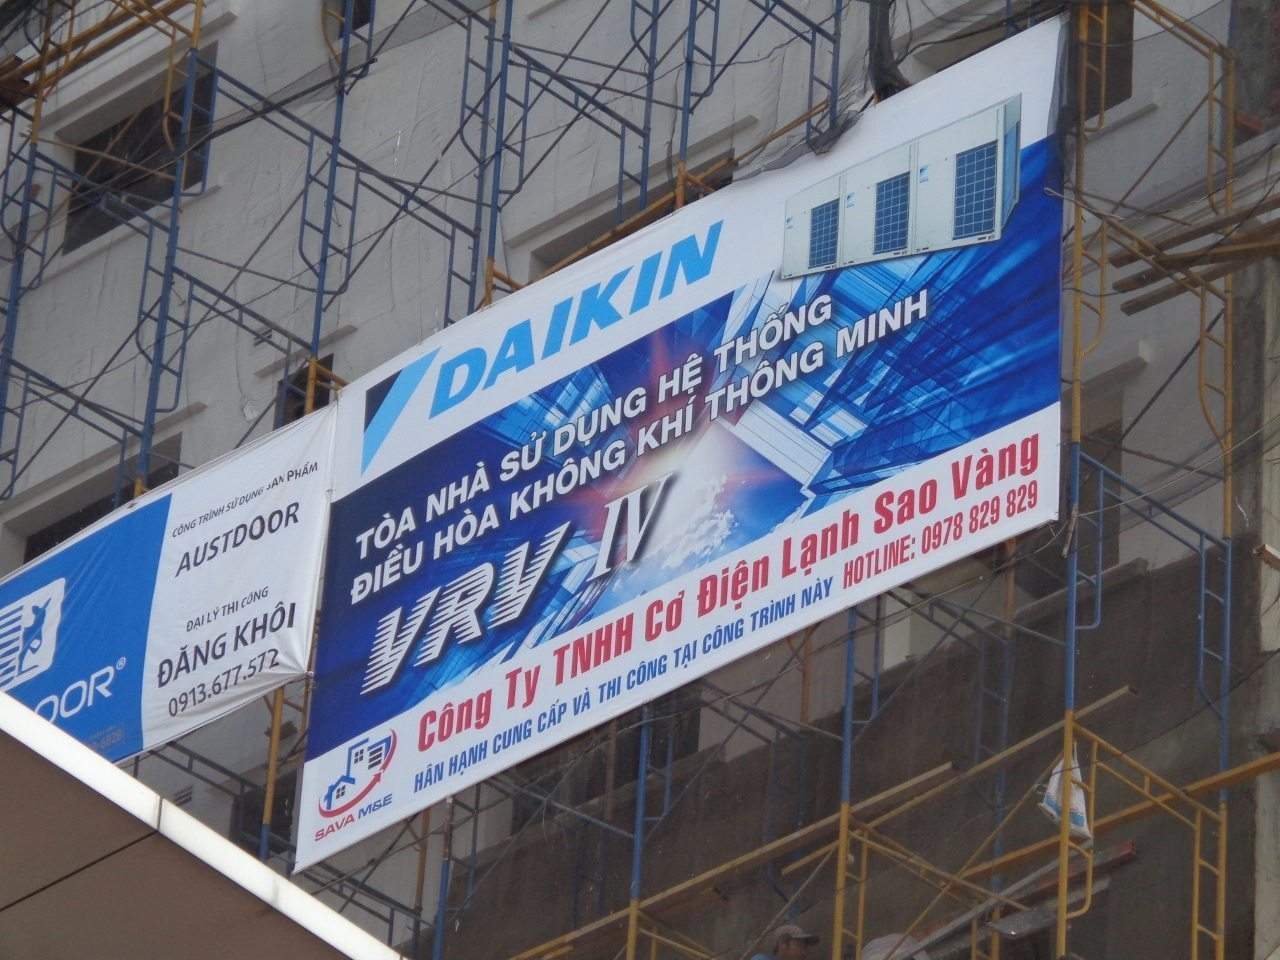 DAIKIN
TÒA NHÀ SỬ DỤNG HỆ THỐNG
ĐIỀU HÒA KHÔNG KHÍ THÔNG MINH
VRV IV
Công Ty TNHH Cơ Điện Lạnh Sao Vàng
HÂN HẠNH CUNG CẤP VÀ THI CÔNG TẠI CÔNG TRÌNH NÀY HOTLINE: 0978 829 829
SAVA M&E
CÔNG TRÌNH SỬ DỤNG SẢN PHẨM
AUSTDOOR
ĐẠI LÝ THI CÔNG
ĐĂNG KHÔI
0913.677.572
OOR®